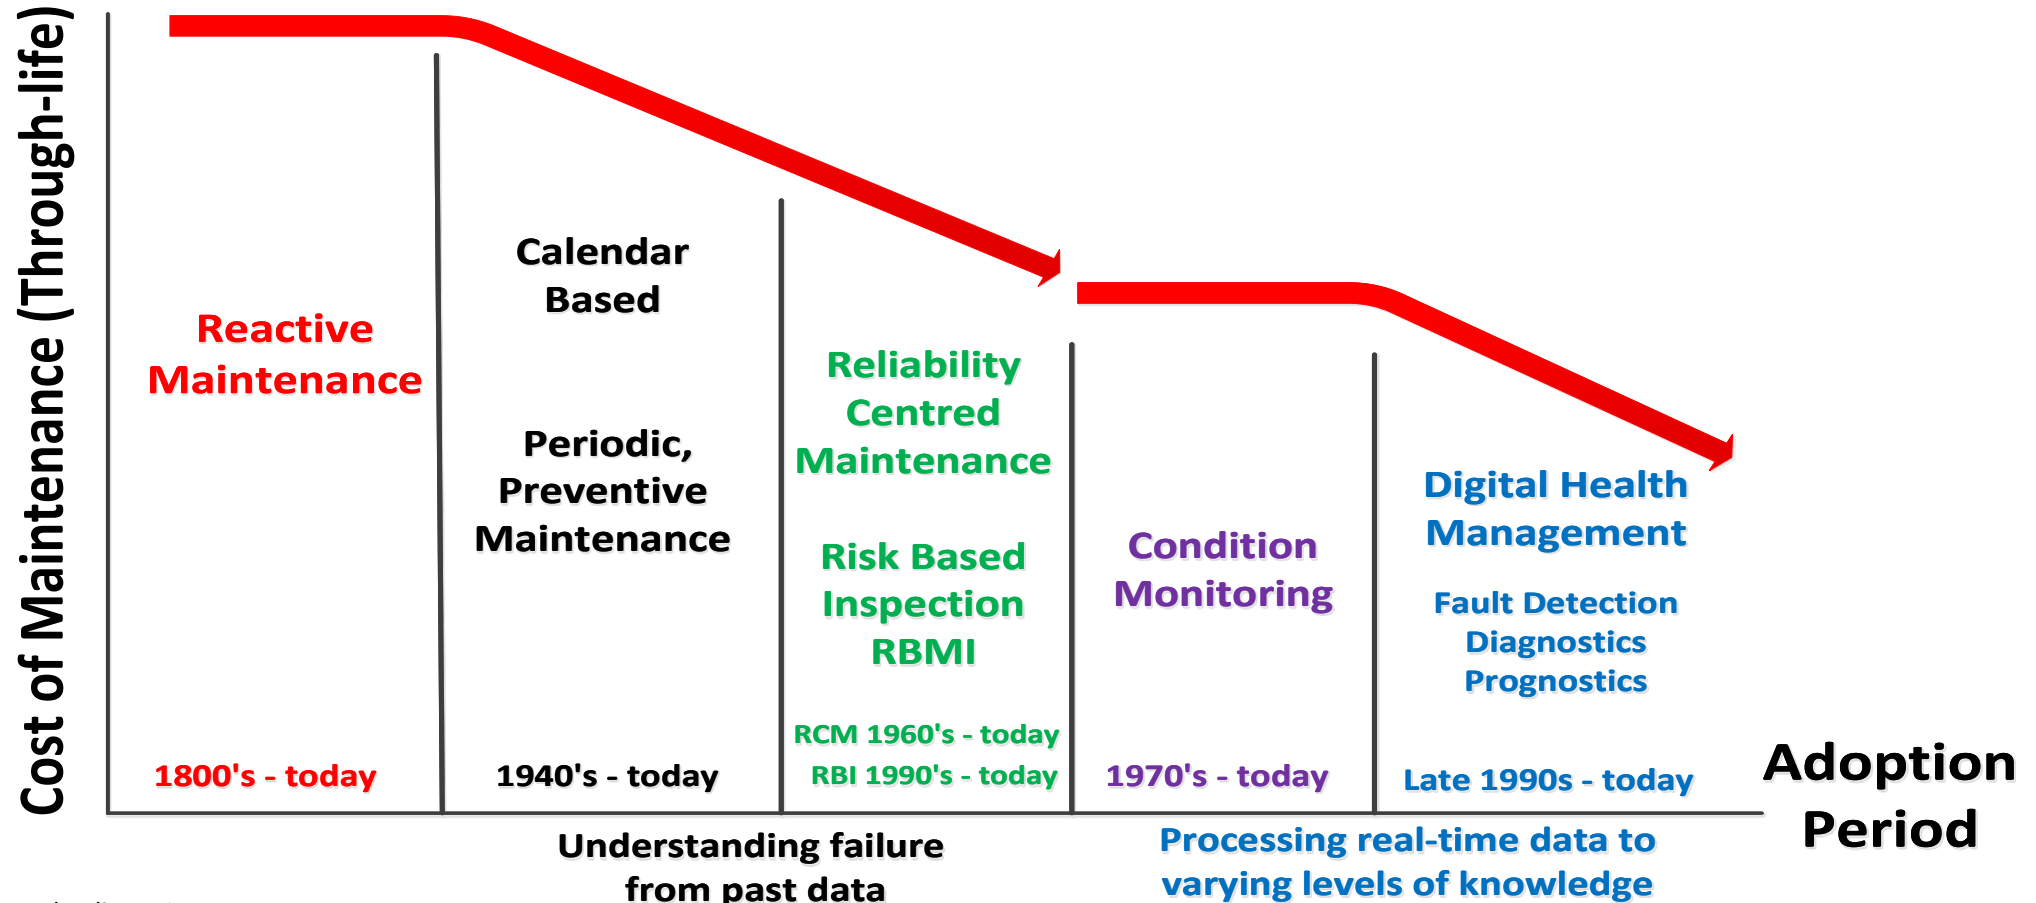 Cost of Maintenance (Through-life)
Reactive
Maintenance
1800's - today
Calendar
Based
Periodic,
Preventive
Maintenance
1940's - today
Reliability
Centred
Maintenance
Risk Based
Inspection
RBMI
RCM 1960's - today
RBI 1990's - today
Condition
Monitoring
1970's - today
Digital Health
Management
Fault Detection
Diagnostics
Prognostics
Late 1990s - today
Adoption
Period
Understanding failure
from past data
Processing real-time data to
varying levels of knowledge